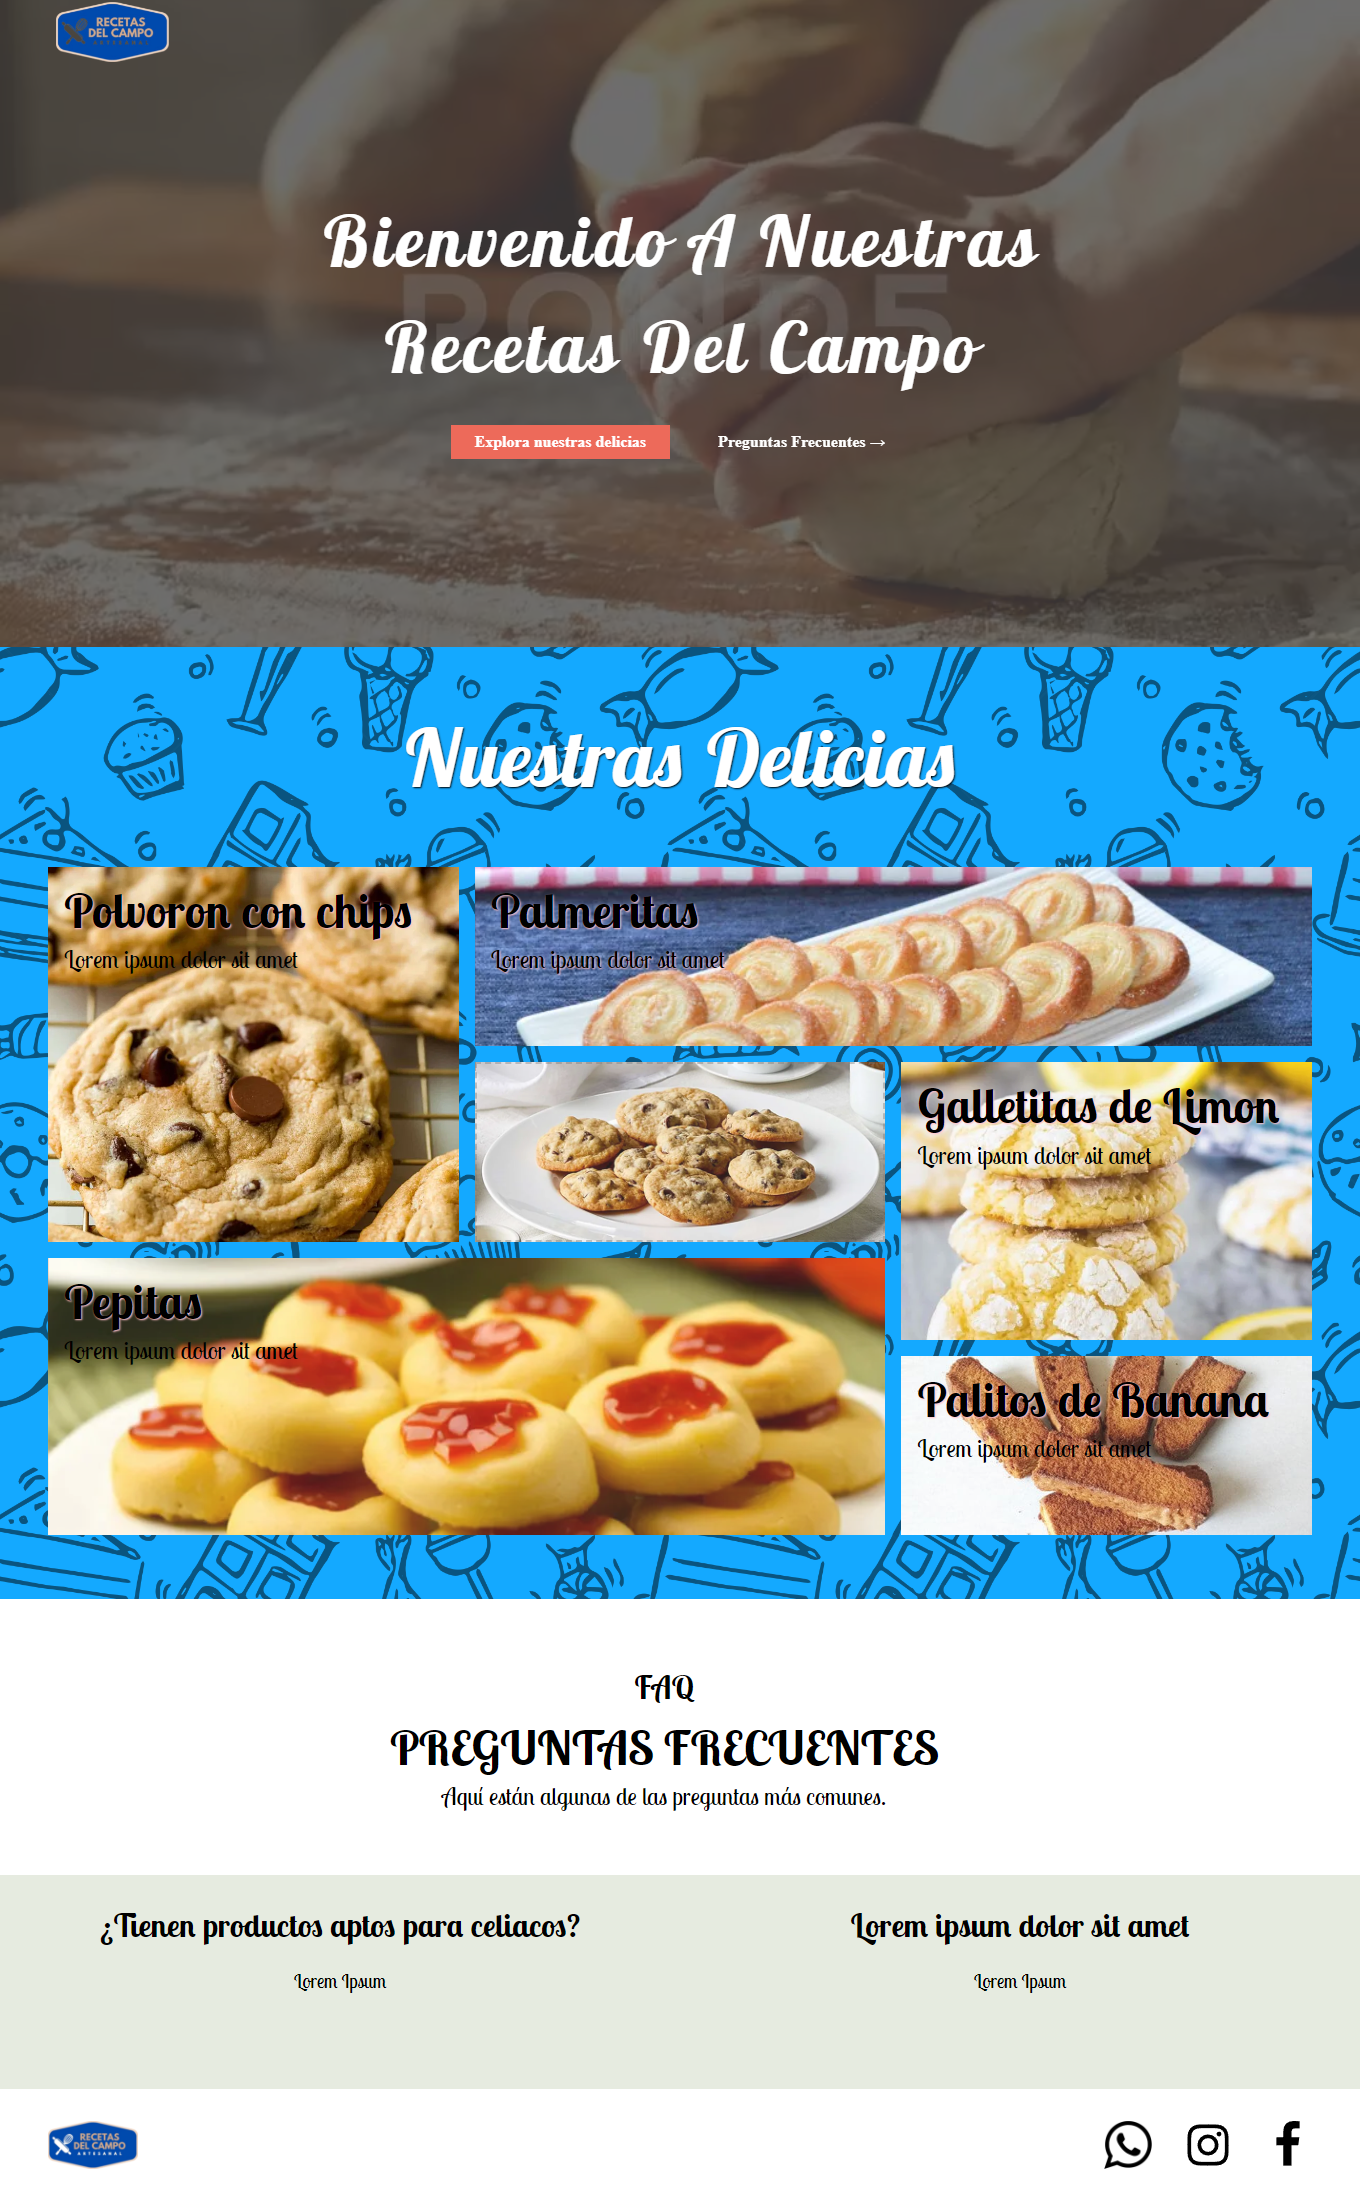 RECETAS
DEL CAMPO
ARTESANAL
Bienvenido A Nuestras
POND5
Recetas Del Campo
Explora nuestras delicias
Preguntas Frecuentes →
Nuestras Delicias
Polvoron con chips
Lorem ipsum dolor sit amet
Palmeritas
Lorem ipsum dolor sit amet
Galletitas de Limon
Lorem ipsum dolor sit amet
Pepitas
Lorem ipsum dolor sit amet
Palitos de Banana
Lorem ipsum dolor sit amet
FAQ
PREGUNTAS FRECUENTES
Aquí están algunas de las preguntas más comunes.
¿Tienen productos aptos para celiacos?
Lorem Ipsum
Lorem ipsum dolor sit amet
Lorem Ipsum
RECETAS
DEL CAMPO
ARTESANAL